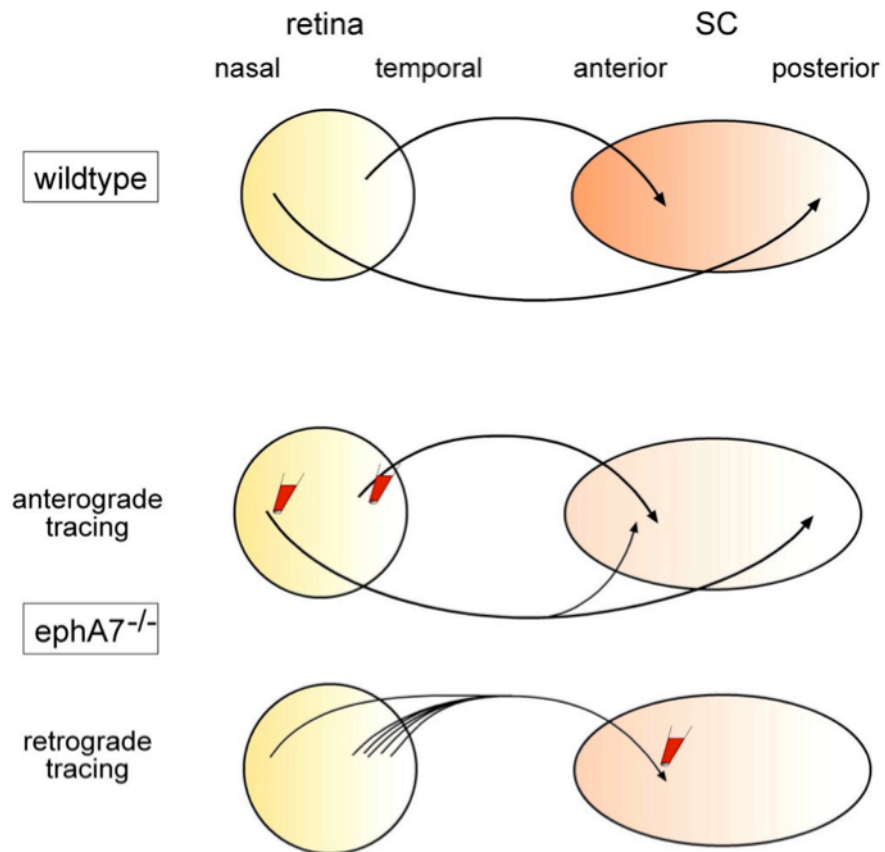 retina SC
nasal temporal anterior posterior
wildtype
anterograde
tracing
ephA7-/-
retrograde
tracing